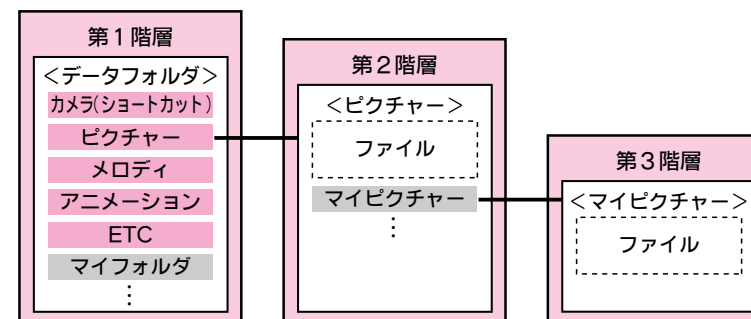 第１階層
＜データフォルダ＞
カメラ(ショートカット)
ピクチャー
メロディ
アニメーション
ETC
マイフォルダ
⋮
第２階層
＜ピクチャー＞
ファイル
マイピクチャー
⋮
第３階層
＜マイピクチャー＞
ファイル